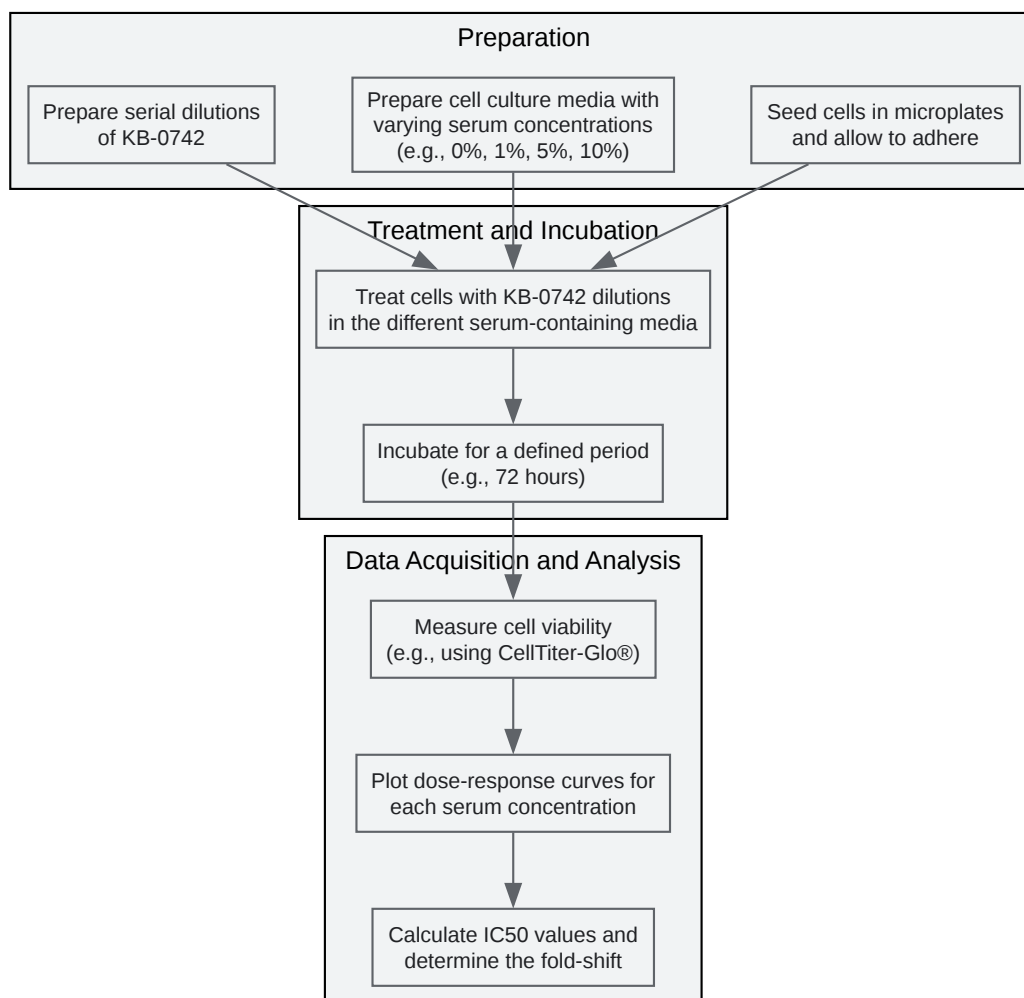 Preparation
Prepare serial dilutions
of KB-0742
Prepare cell culture media with
varying serum concentrations
(e.g., 0%, 1%, 5%, 10%)
Seed cells in microplates
and allow to adhere
Treatment and Incubation
Treat cells with KB-0742 dilutions
in the different serum-containing media
Incubate for a defined period
(e.g., 72 hours)
Data Acquisition and Analysis
Measure cell viability
(e.g., using CellTiter-Glo®)
Plot dose-response curves for
each serum concentration
Calculate IC50 values and
determine the fold-shift